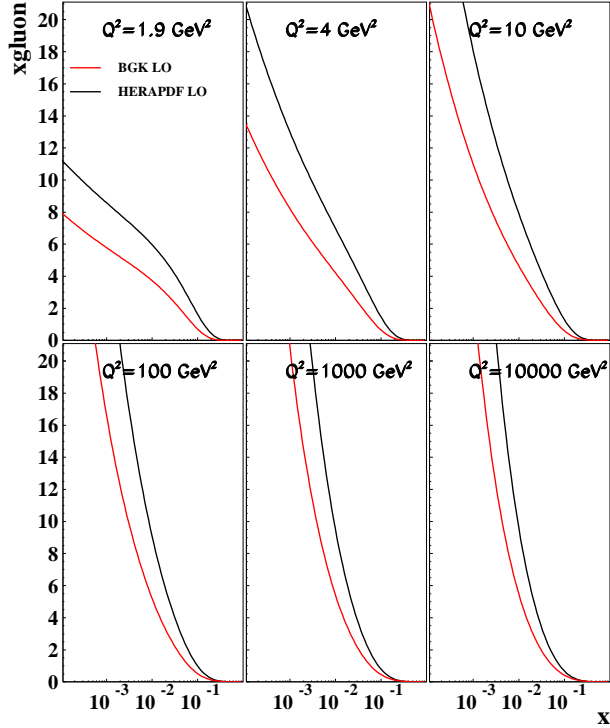 xgluon
Q²=1.9 GeV²
Q²=4 GeV²
Q²=10 GeV²
BGK LO
HERAPDF LO
20
18
16
14
12
10
8
6
4
2
0
Q²=100 GeV²
Q²=1000 GeV²
Q²=10000 GeV²
20
18
16
14
12
10
8
6
4
2
0
10⁻³ 10⁻² 10⁻¹ 10⁻³ 10⁻² 10⁻¹ 10⁻³ 10⁻² 10⁻¹
x